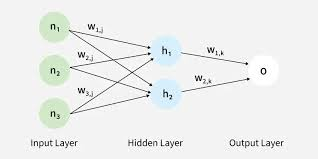 n1
w1,j
h1
w1,k
w2,j
n2
o
h2
w2,k
w3,j
n3
Input Layer
Hidden Layer
Output Layer